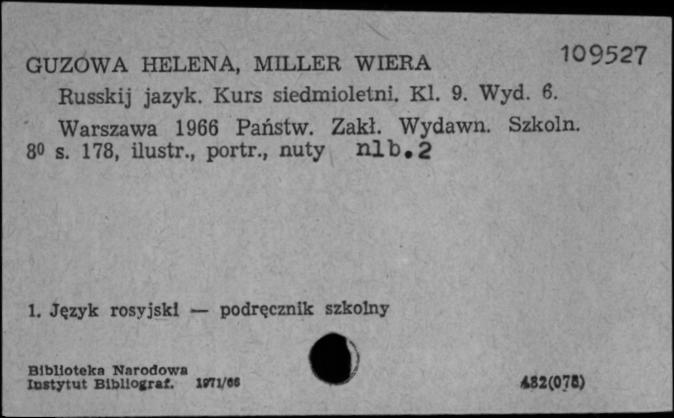 109527
GUZOWA HELENA, MILLER WIERA
Russkij jazyk. Kurs siedmioletni. Kl. 9. Wyd. 6.
Warszawa 1966 Państw. Zakł. Wydawn. Szkoln.
8⁰ s. 178, ilustr., portr., nuty nlb.2
1. Język rosyjski — podręcznik szkolny
Biblioteka Narodowa
Instytut Bibliograf. 1971/66
482(075)